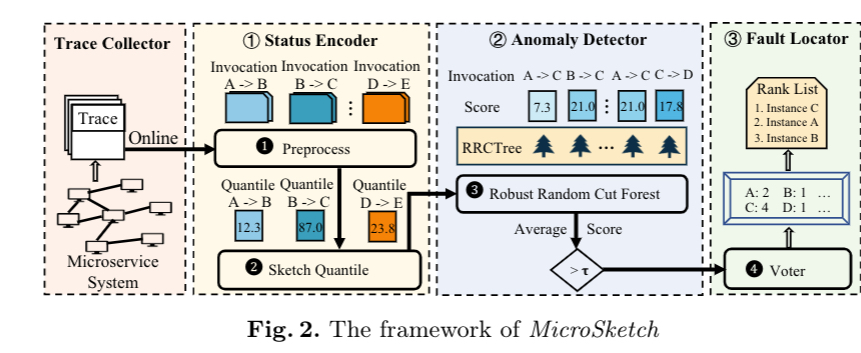 Trace Collector
Trace
Online
Microservice
System
① Status Encoder
Invocation Invocation Invocation
A -> B B -> C D -> E
⋮
❶ Preprocess
Quantile Quantile Quantile
A -> B B -> C D -> E
12.3 87.0 ⋮ 23.8
❷ Sketch Quantile
② Anomaly Detector
Invocation A -> C B -> C A -> C C -> D
Score 7.3 21.0 ⋮ 21.0 17.8
RRCTree ...
❸ Robust Random Cut Forest
Average Score
> τ
③ Fault Locator
Rank List
1. Instance C
2. Instance A
3. Instance B
A: 2 B: 1 ...
C: 4 D: 1 ...
❹ Voter
Fig. 2. The framework of MicroSketch